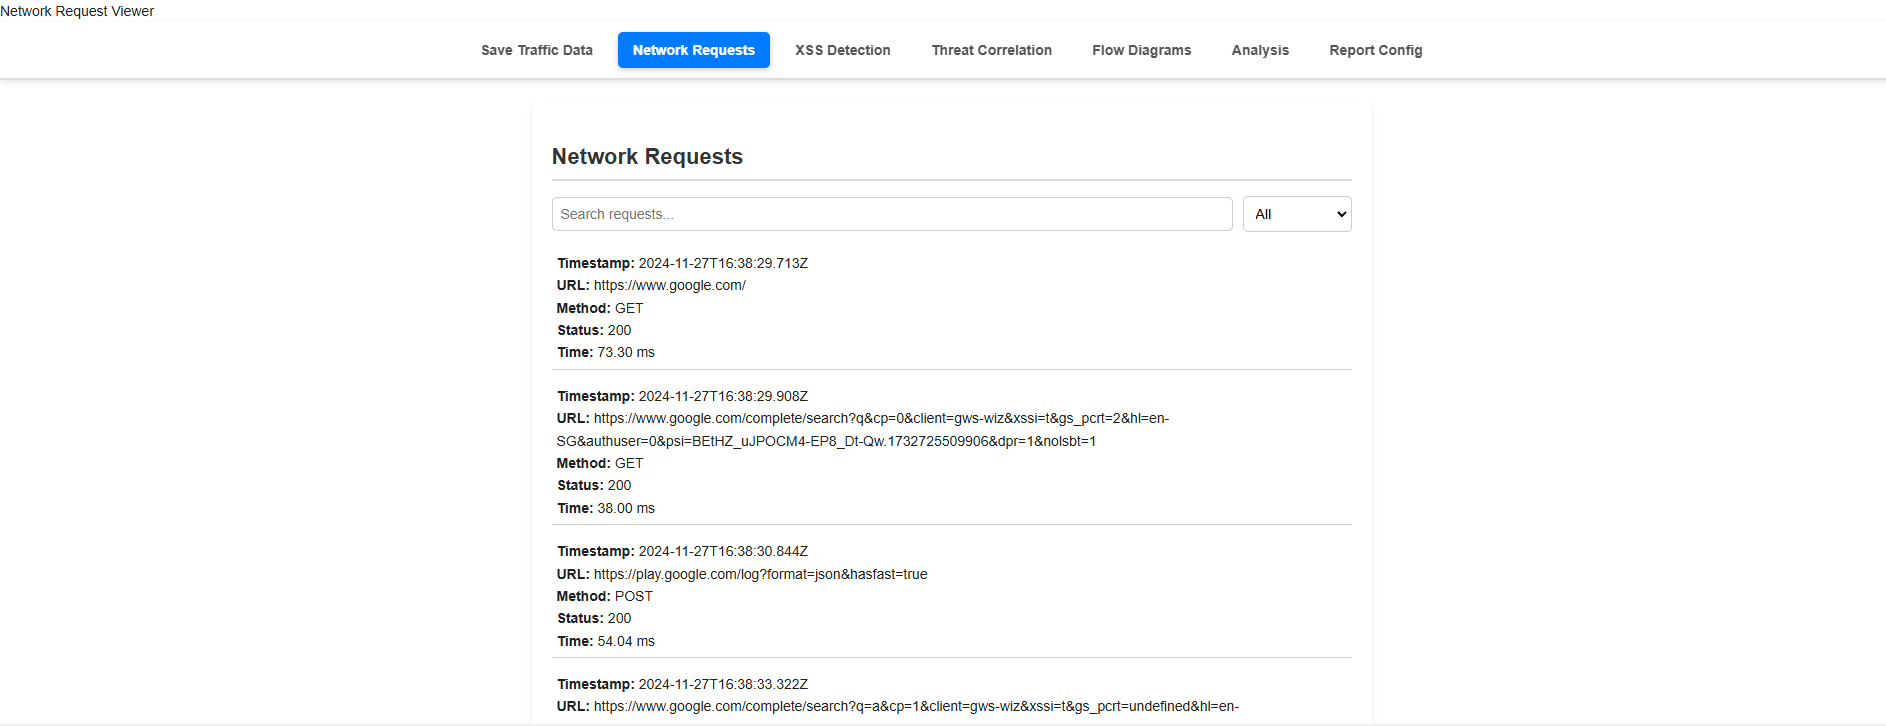 Network Request Viewer
Save Traffic Data Network Requests XSS Detection Threat Correlation Flow Diagrams Analysis Report Config
Network Requests
Search requests... All
Timestamp: 2024-11-27T16:38:29.713Z
URL: https://www.google.com/
Method: GET
Status: 200
Time: 73.30 ms
Timestamp: 2024-11-27T16:38:29.908Z
URL: https://www.google.com/complete/search?q&cp=0&client=gws-wiz&xssi=t&gs_pcrt=2&hl=en-
SG&authuser=0&psi=BEtHZ_uJPOCM4-EP8_Dt-Qw.1732725509906&dpr=1&nolsbt=1
Method: GET
Status: 200
Time: 38.00 ms
Timestamp: 2024-11-27T16:38:30.844Z
URL: https://play.google.com/log?format=json&hasfast=true
Method: POST
Status: 200
Time: 54.04 ms
Timestamp: 2024-11-27T16:38:33.322Z
URL: https://www.google.com/complete/search?q=a&cp=1&client=gws-wiz&xssi=t&gs_pcrt=undefined&hl=en-